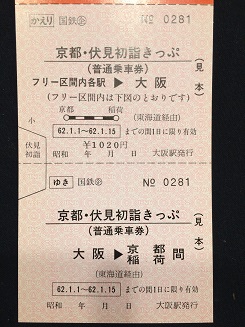 かえり 国鉄 № 0281
京都・伏見初詣きっぷ
(普通乗車券)
フリー区間内各駅 ▶ 大阪
(フリー区間内は下図のとおりです)
京都 稲荷
62.1.1~62.1.15 までの間1日に限り有効
¥1020円
昭和 年 月 日 大阪駅発行
(見本)
小
伏見
初詣
ゆき 国鉄 № 0281
京都・伏見初詣きっぷ
(普通乗車券)
大阪 ▶ 京都 稲荷 間
(東海道経由)
62.1.1~62.1.15 までの間1日に限り有効
昭和 年 月 日 大阪駅発行
(見本)